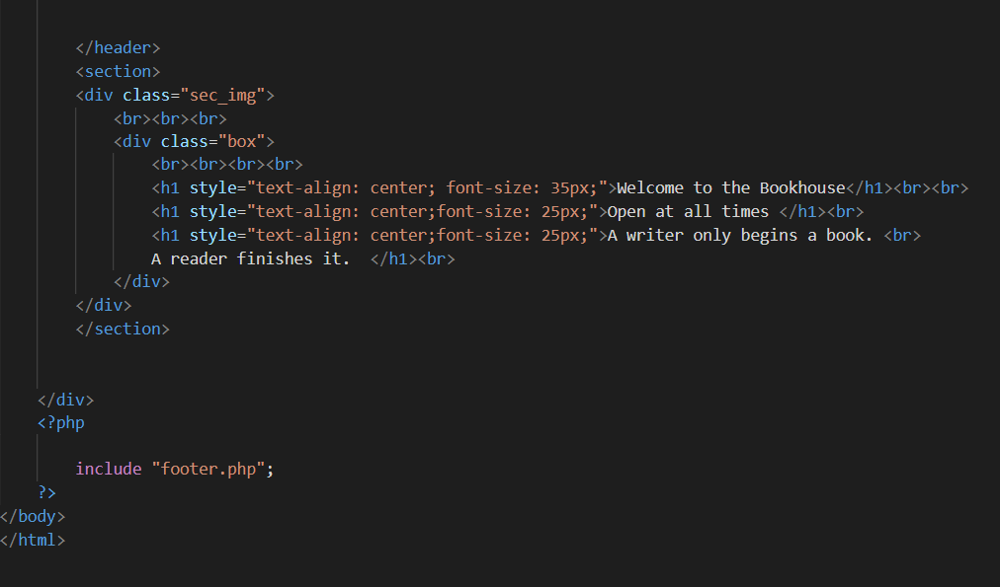 </header>
<section>
<div class="sec_img">
<br><br><br>
<div class="box">
<br><br><br><br>
<h1 style="text-align: center; font-size: 35px;">Welcome to the Bookhouse</h1><br><br>
<h1 style="text-align: center;font-size: 25px;">Open at all times </h1><br>
<h1 style="text-align: center;font-size: 25px;">A writer only begins a book. <br>
A reader finishes it.  </h1><br>
</div>
</div>
</section>
</div>
<?php
include "footer.php";
?>
</body>
</html>